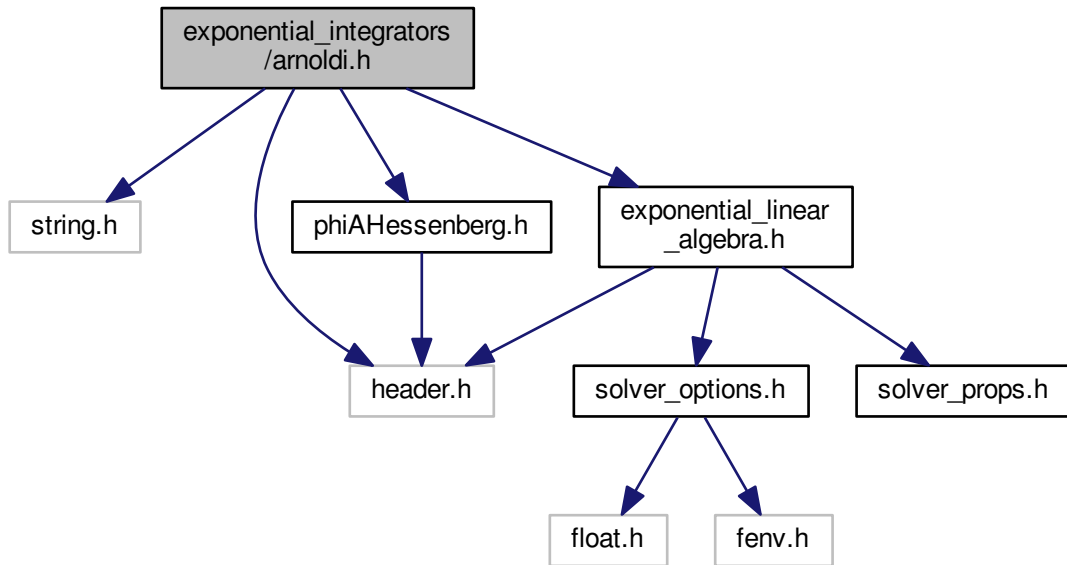 exponential_integrators
/arnoldi.h
string.h
phiAHessenberg.h
exponential_linear
_algebra.h
header.h
solver_options.h
solver_props.h
float.h
fenv.h